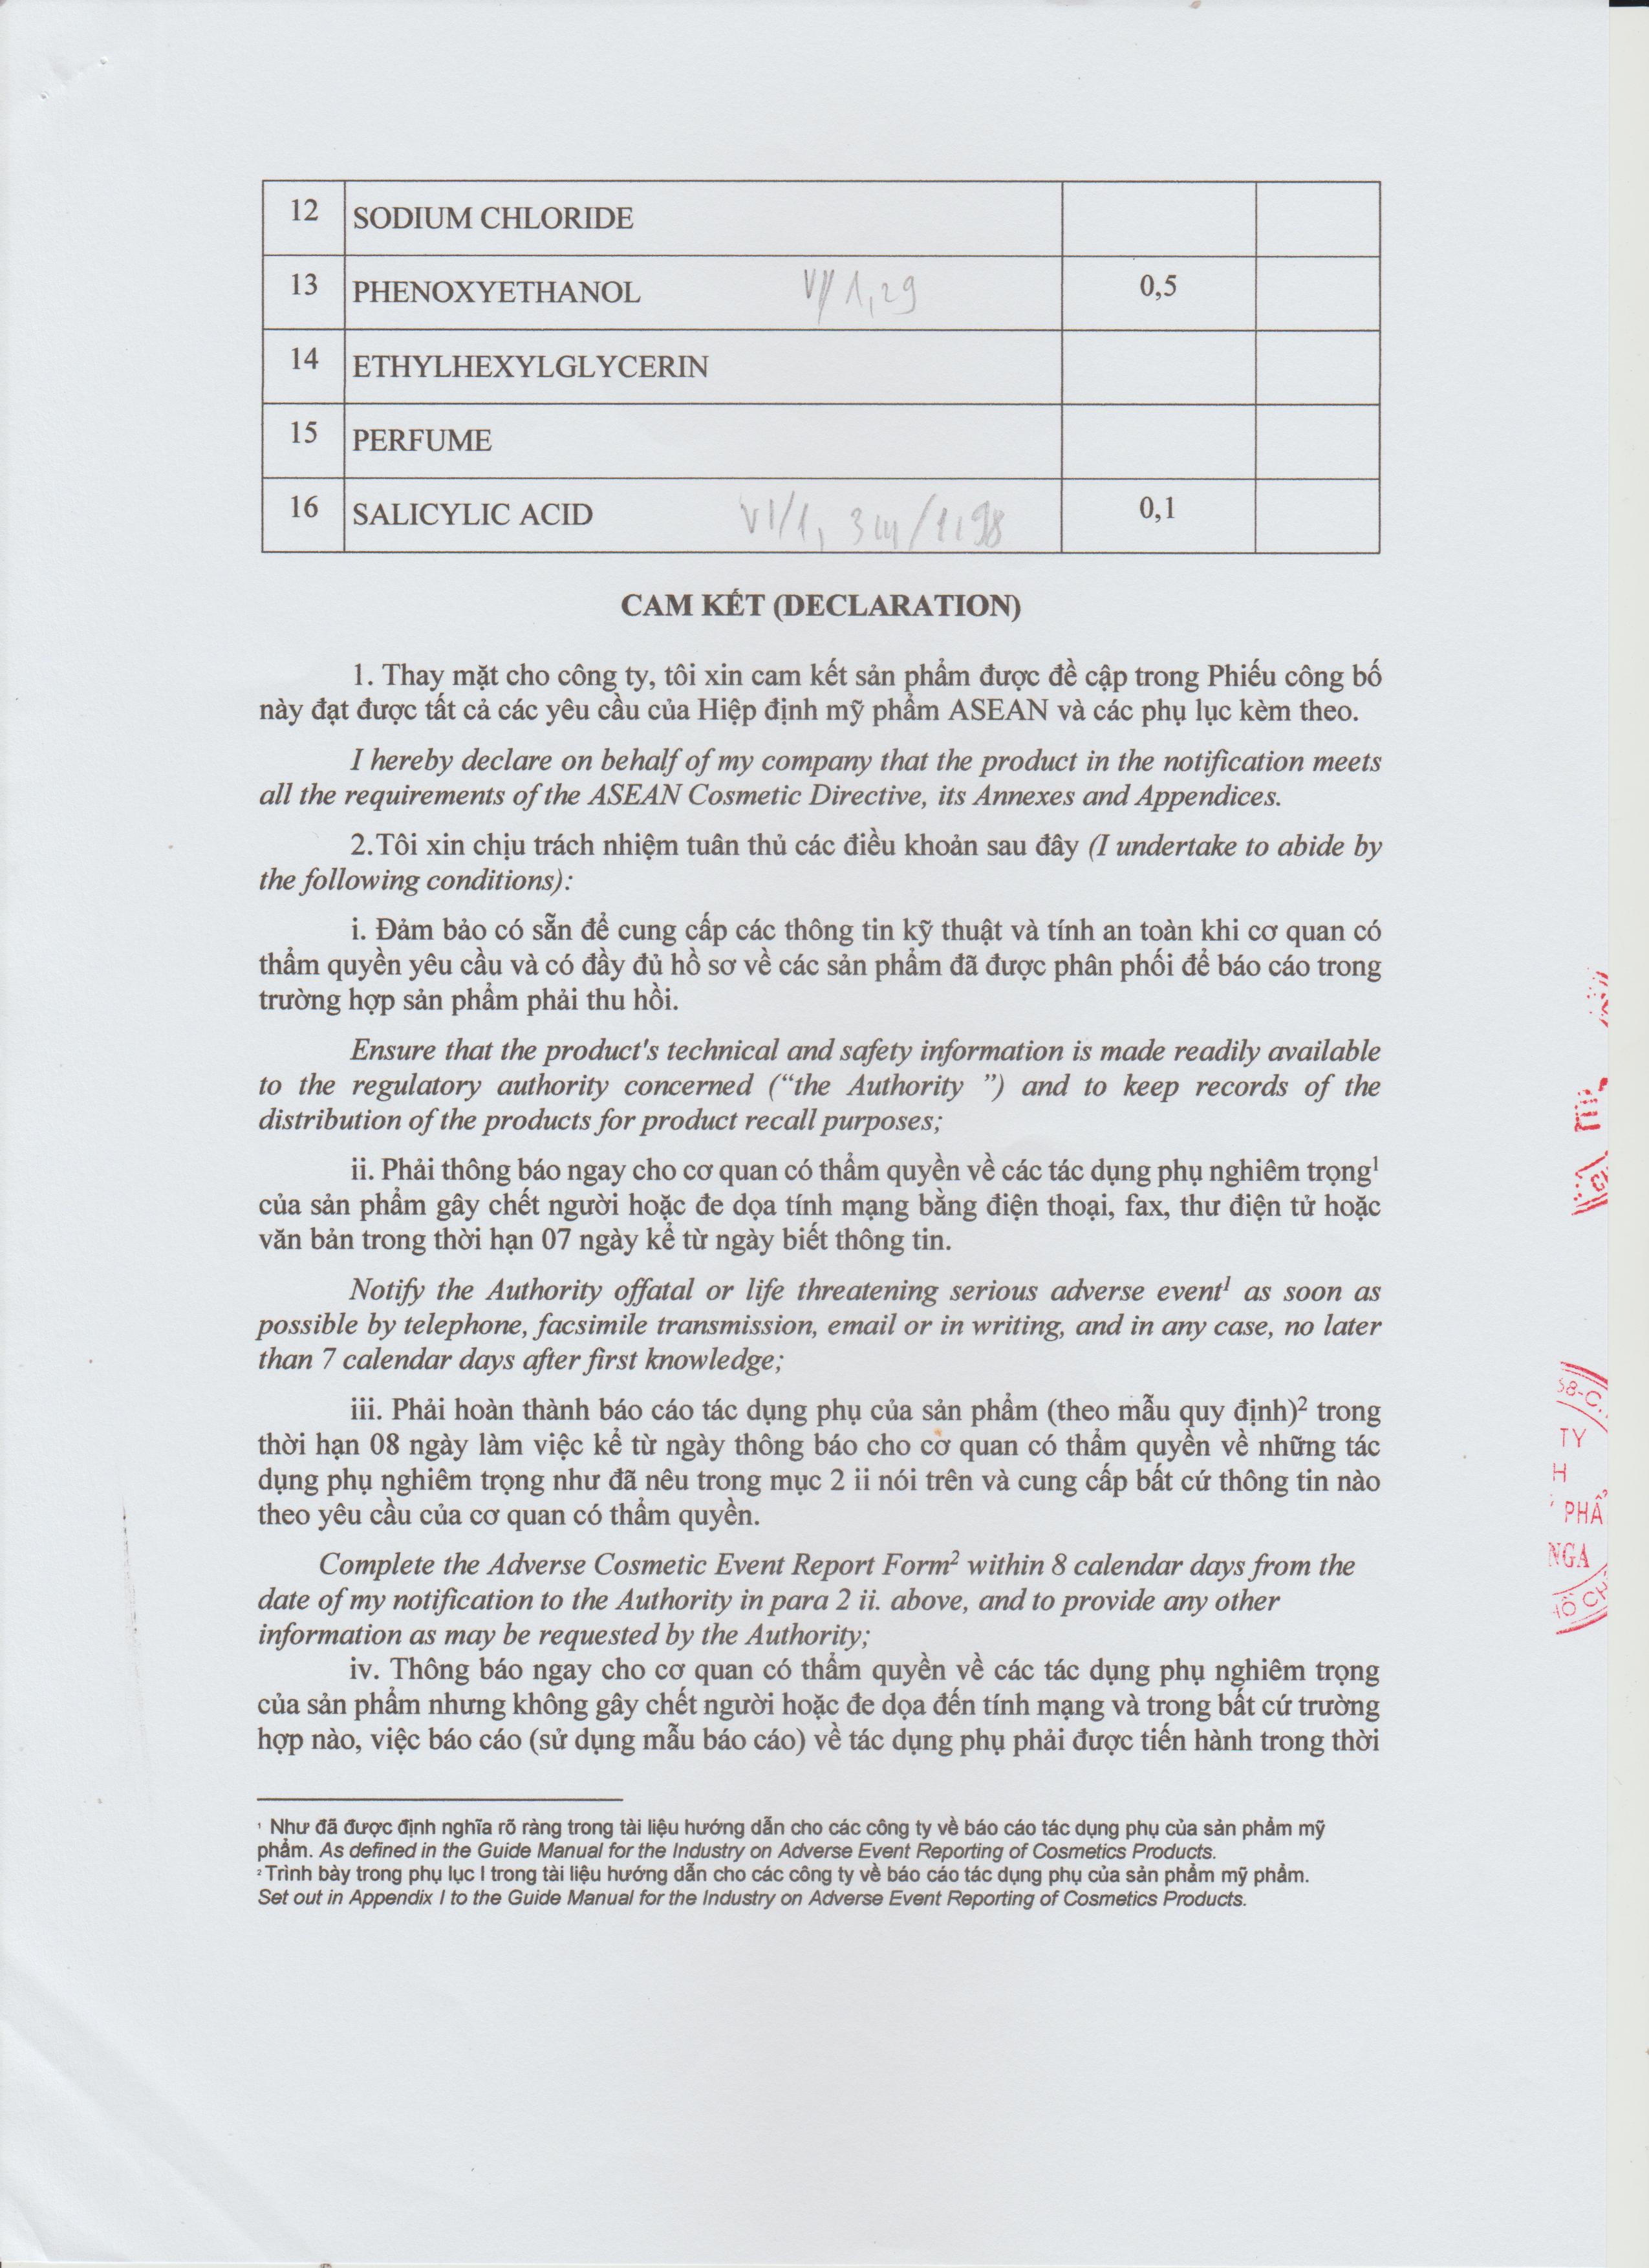 12 SODIUM CHLORIDE
13 PHENOXYETHANOL VI/1,29 0,5
14 ETHYLHEXYLGLYCERIN
15 PERFUME
16 SALICYLIC ACID VI/1, 3 III/1,98 0,1
CAM KẾT (DECLARATION)
1. Thay mặt cho công ty, tôi xin cam kết sản phẩm được đề cập trong Phiếu công bố
này đạt được tất cả các yêu cầu của Hiệp định mỹ phẩm ASEAN và các phụ lục kèm theo.
I hereby declare on behalf of my company that the product in the notification meets
all the requirements of the ASEAN Cosmetic Directive, its Annexes and Appendices.
2.Tôi xin chịu trách nhiệm tuân thủ các điều khoản sau đây (I undertake to abide by
the following conditions):
i. Đảm bảo có sẵn để cung cấp các thông tin kỹ thuật và tính an toàn khi cơ quan có
thẩm quyền yêu cầu và có đầy đủ hồ sơ về các sản phẩm đã được phân phối để báo cáo trong
trường hợp sản phẩm phải thu hồi.
Ensure that the product's technical and safety information is made readily available
to the regulatory authority concerned (“the Authority ”) and to keep records of the
distribution of the products for product recall purposes;
ii. Phải thông báo ngay cho cơ quan có thẩm quyền về các tác dụng phụ nghiêm trọng¹
của sản phẩm gây chết người hoặc đe dọa tính mạng bằng điện thoại, fax, thư điện tử hoặc
văn bản trong thời hạn 07 ngày kể từ ngày biết thông tin.
Notify the Authority offatal or life threatening serious adverse event¹ as soon as
possible by telephone, facsimile transmission, email or in writing, and in any case, no later
than 7 calendar days after first knowledge;
iii. Phải hoàn thành báo cáo tác dụng phụ của sản phẩm (theo mẫu quy định)² trong
thời hạn 08 ngày làm việc kể từ ngày thông báo cho cơ quan có thẩm quyền về những tác
dụng phụ nghiêm trọng như đã nêu trong mục 2 ii nói trên và cung cấp bất cứ thông tin nào
theo yêu cầu của cơ quan có thẩm quyền.
Complete the Adverse Cosmetic Event Report Form² within 8 calendar days from the
date of my notification to the Authority in para 2 ii. above, and to provide any other
information as may be requested by the Authority;
iv. Thông báo ngay cho cơ quan có thẩm quyền về các tác dụng phụ nghiêm trọng
của sản phẩm nhưng không gây chết người hoặc đe dọa đến tính mạng và trong bất cứ trường
hợp nào, việc báo cáo (sử dụng mẫu báo cáo) về tác dụng phụ phải được tiến hành trong thời
¹ Như đã được định nghĩa rõ ràng trong tài liệu hướng dẫn cho các công ty về báo cáo tác dụng phụ của sản phẩm mỹ
phẩm. As defined in the Guide Manual for the Industry on Adverse Event Reporting of Cosmetics Products.
² Trình bày trong phụ lục I trong tài liệu hướng dẫn cho các công ty về báo cáo tác dụng phụ của sản phẩm mỹ phẩm.
Set out in Appendix I to the Guide Manual for the Industry on Adverse Event Reporting of Cosmetics Products.
58-C.
TY
H
PHẨ
NGA
HỒ CH